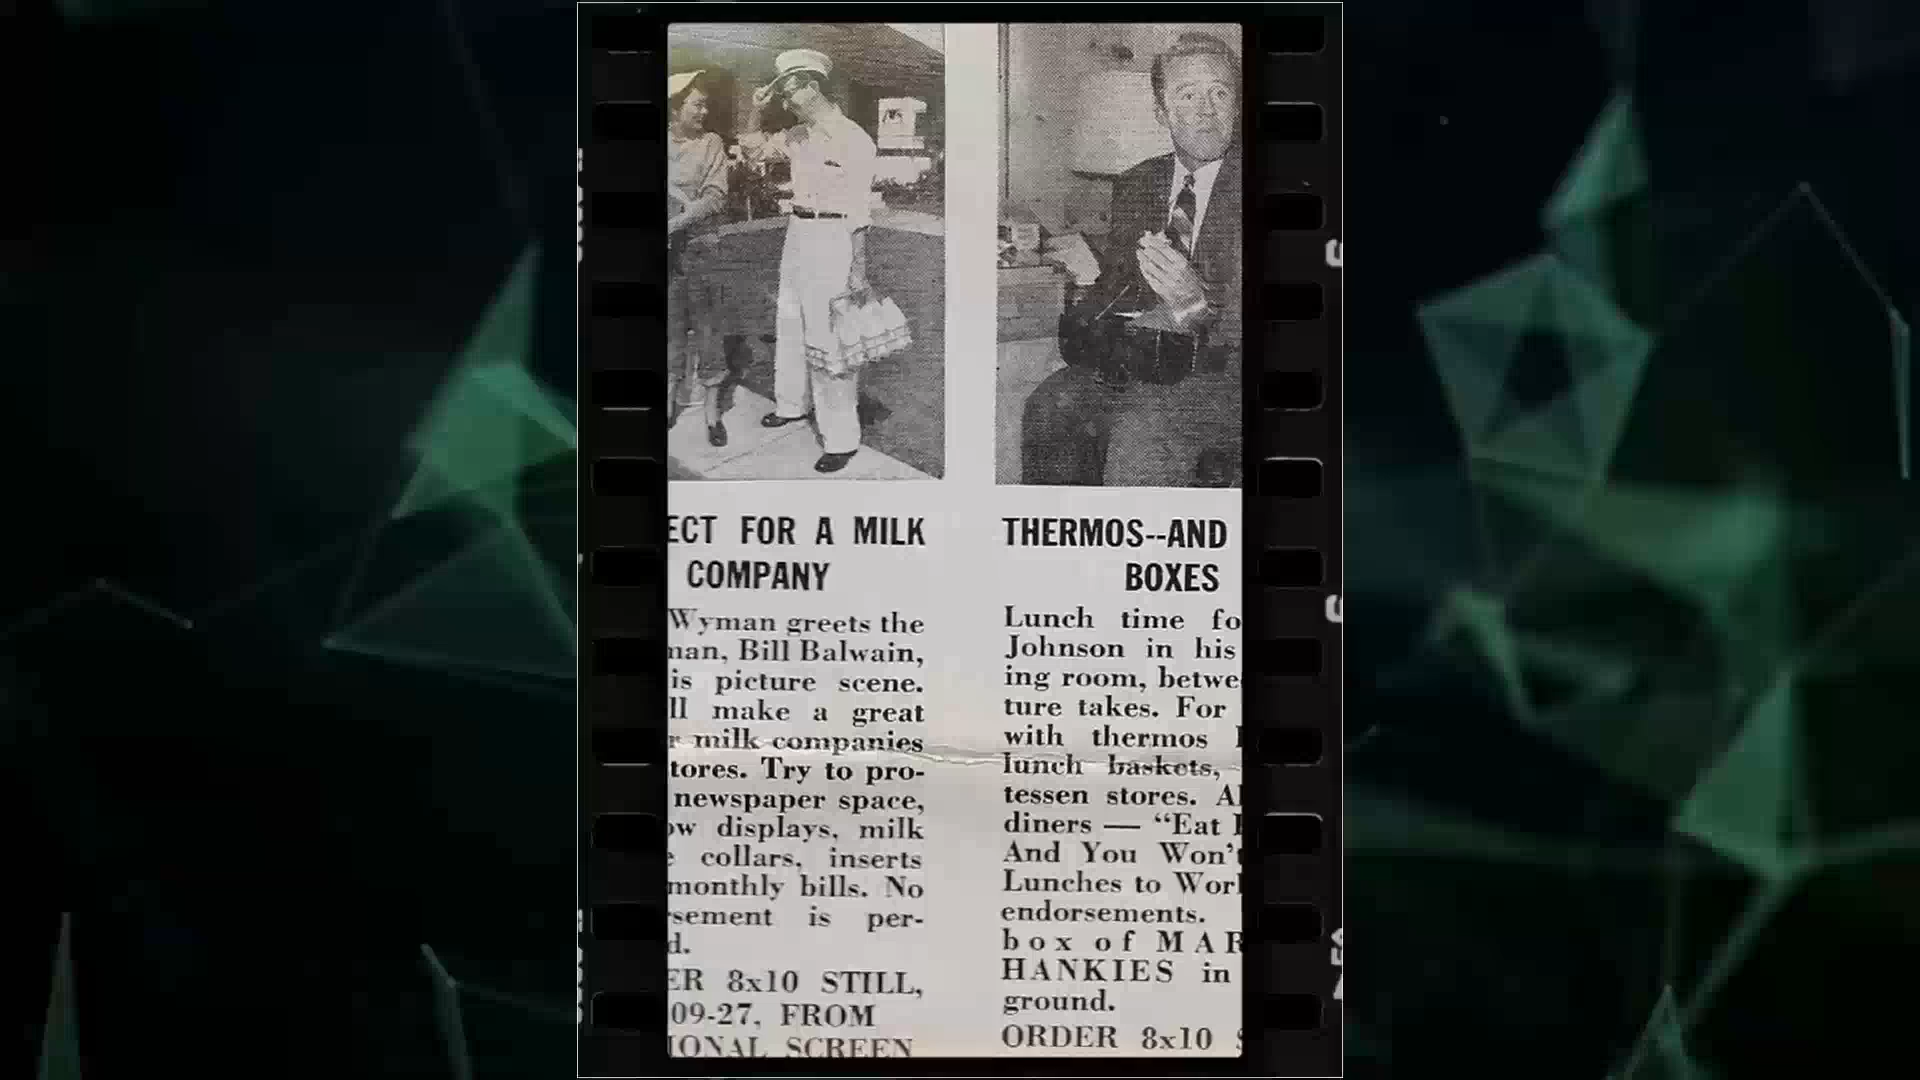 ECT FOR A MILK
COMPANY
Wyman greets the
man, Bill Balwain,
is picture scene.
ll make a great
r milk companies
tores. Try to pro-
newspaper space,
ow displays, milk
e collars, inserts
monthly bills. No
sement is per-
d.
ER 8x10 STILL,
09-27, FROM
IONAL SCREEN
THERMOS--AND
BOXES
Lunch time fo
Johnson in his
ing room, betwe
ture takes. For
with thermos
lunch baskets,
tessen stores. Al
diners — “Eat
And You Won't
Lunches to Work
endorsements.
box of MAR
HANKIES in
ground.
ORDER 8x10